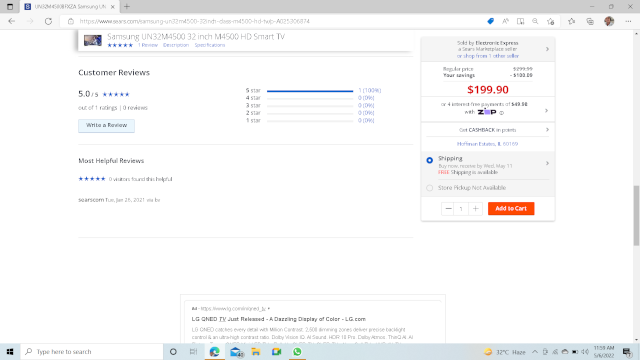 UN32M4500BFXZA Samsung UN
https://www.sears.com/samsung-un32m4500-32inch-class-m4500-hd-twp-A025206874
Samsung UN32M4500 32 inch M4500 HD Smart TV
1 Review Description Specifications
Customer Reviews
5.0 / 5
out of 1 ratings | 0 reviews
Write a Review
5 star 1 (100%)
4 star 0 (0%)
3 star 0 (0%)
2 star 0 (0%)
1 star 0 (0%)
Most Helpful Reviews
0 visitors found this helpful
searscom Tue, Jan 26, 2021 via bv
Sold by Electronic Express
a Sears Marketplace seller
or shop from 1 other seller
Regular price $299.99
Your savings - $100.09
$199.90
or 4 interest-free payments of $49.98
with ZIP
Get CASHBACK in points
Hoffman Estates, IL 60169
Shipping
Buy now, receive by Wed, May 11
FREE Shipping is available
Store Pickup Not Available
1
Add to Cart
Ad · https://www.lg.com/lgqned_tv
LG QNED TV Just Released - A Dazzling Display of Color - LG.com
LG QNED catches every detail with Million Contrast. 2,500 dimming zones deliver precise backlight
control & an ultra-high contrast ratio. Dolby Vision IQ. AI Sound. HDR 10 Pro. Dolby Atmos. ThinQ AI.
Type here to search
32°C Haze
11:58 AM
5/6/2022